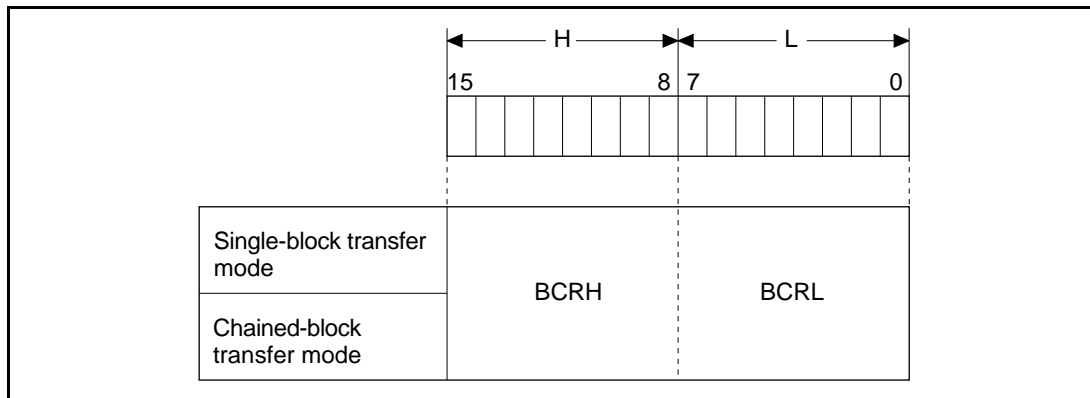 H L
15 8 7 0
Single-block transfer
mode
BCRH BCRL
Chained-block
transfer mode